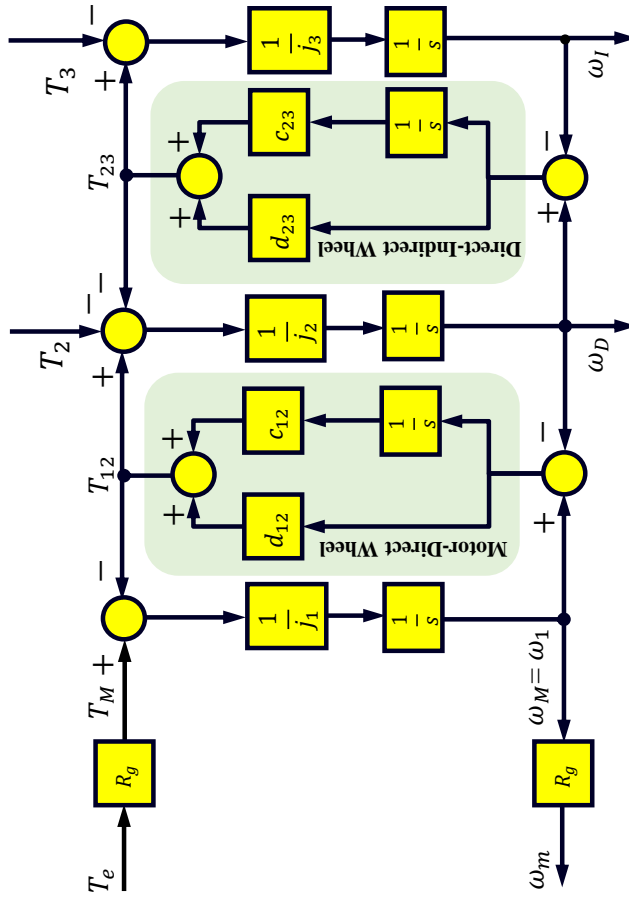 T_e
R_g
T_M
+
−
T_12
+
T_2
− −
T_23
+
T_3
−
1/j_1
1/s
d_12
+
+
c_12
1/s
Motor-Direct Wheel
1/j_2
1/s
d_23
+
+
c_23
1/s
Direct-Indirect Wheel
1/j_3
1/s
ω_m
R_g
ω_M = ω_1
+
−
ω_D
+
−
ω_I